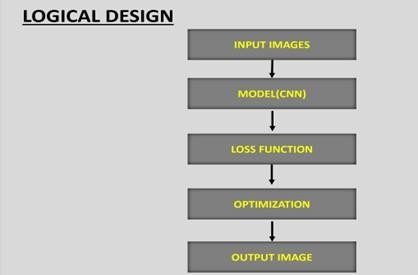 LOGICAL DESIGN
INPUT IMAGES
MODEL(CNN)
LOSS FUNCTION
OPTIMIZATION
OUTPUT IMAGE